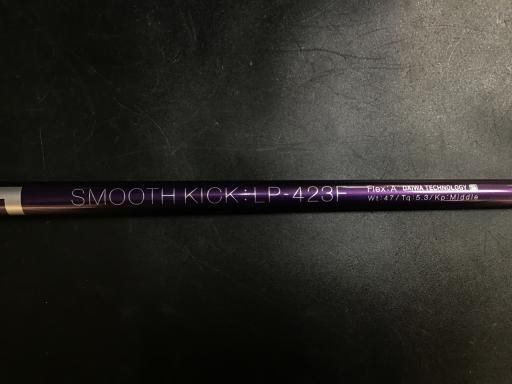 SMOOTH KICK:LP-423F
Flex:A DAIWA TECHNOLOGY
Wt:47/Tq:5.3/Kp:Middle